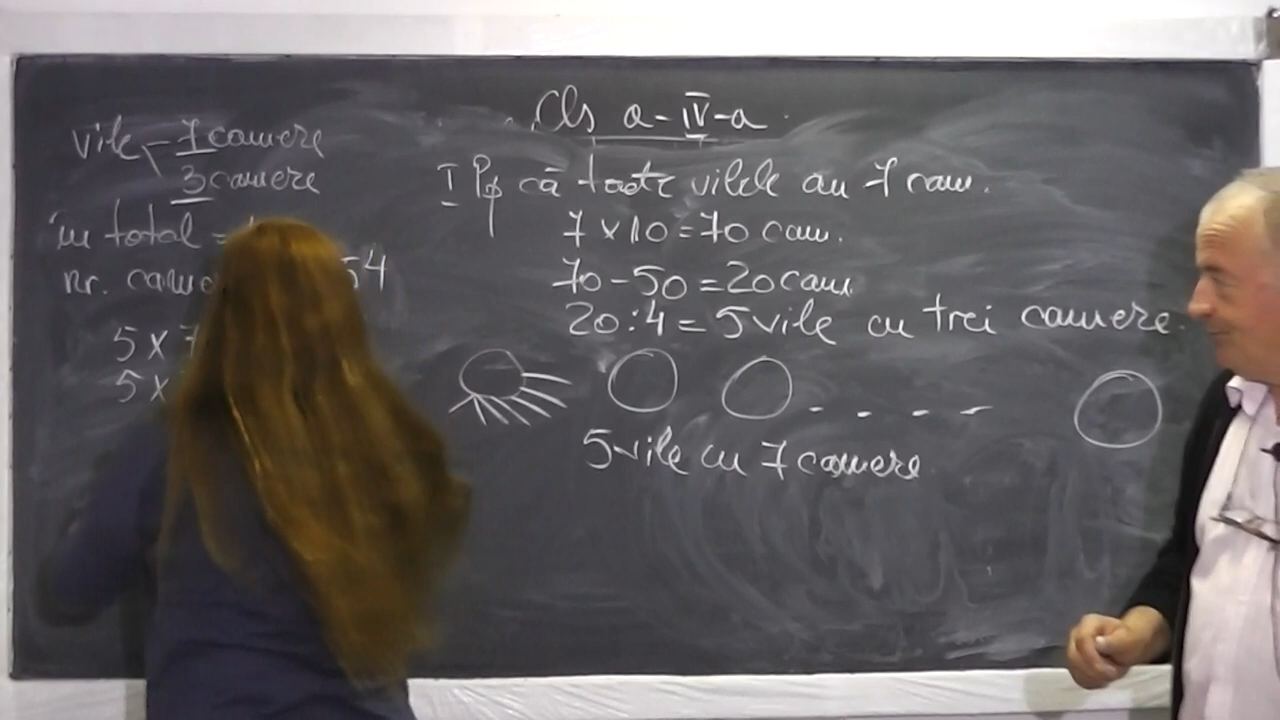 Cls a-IV-a
vile 7 camere
3 camere
în total =
nr.
54
5 x 7
5 x
I Pp că toate vilele au 7 cam.
7 x 10 = 70 cam.
70 - 50 = 20 cam
20 : 4 = 5 vile cu trei camere.
5 vile cu 7 camere